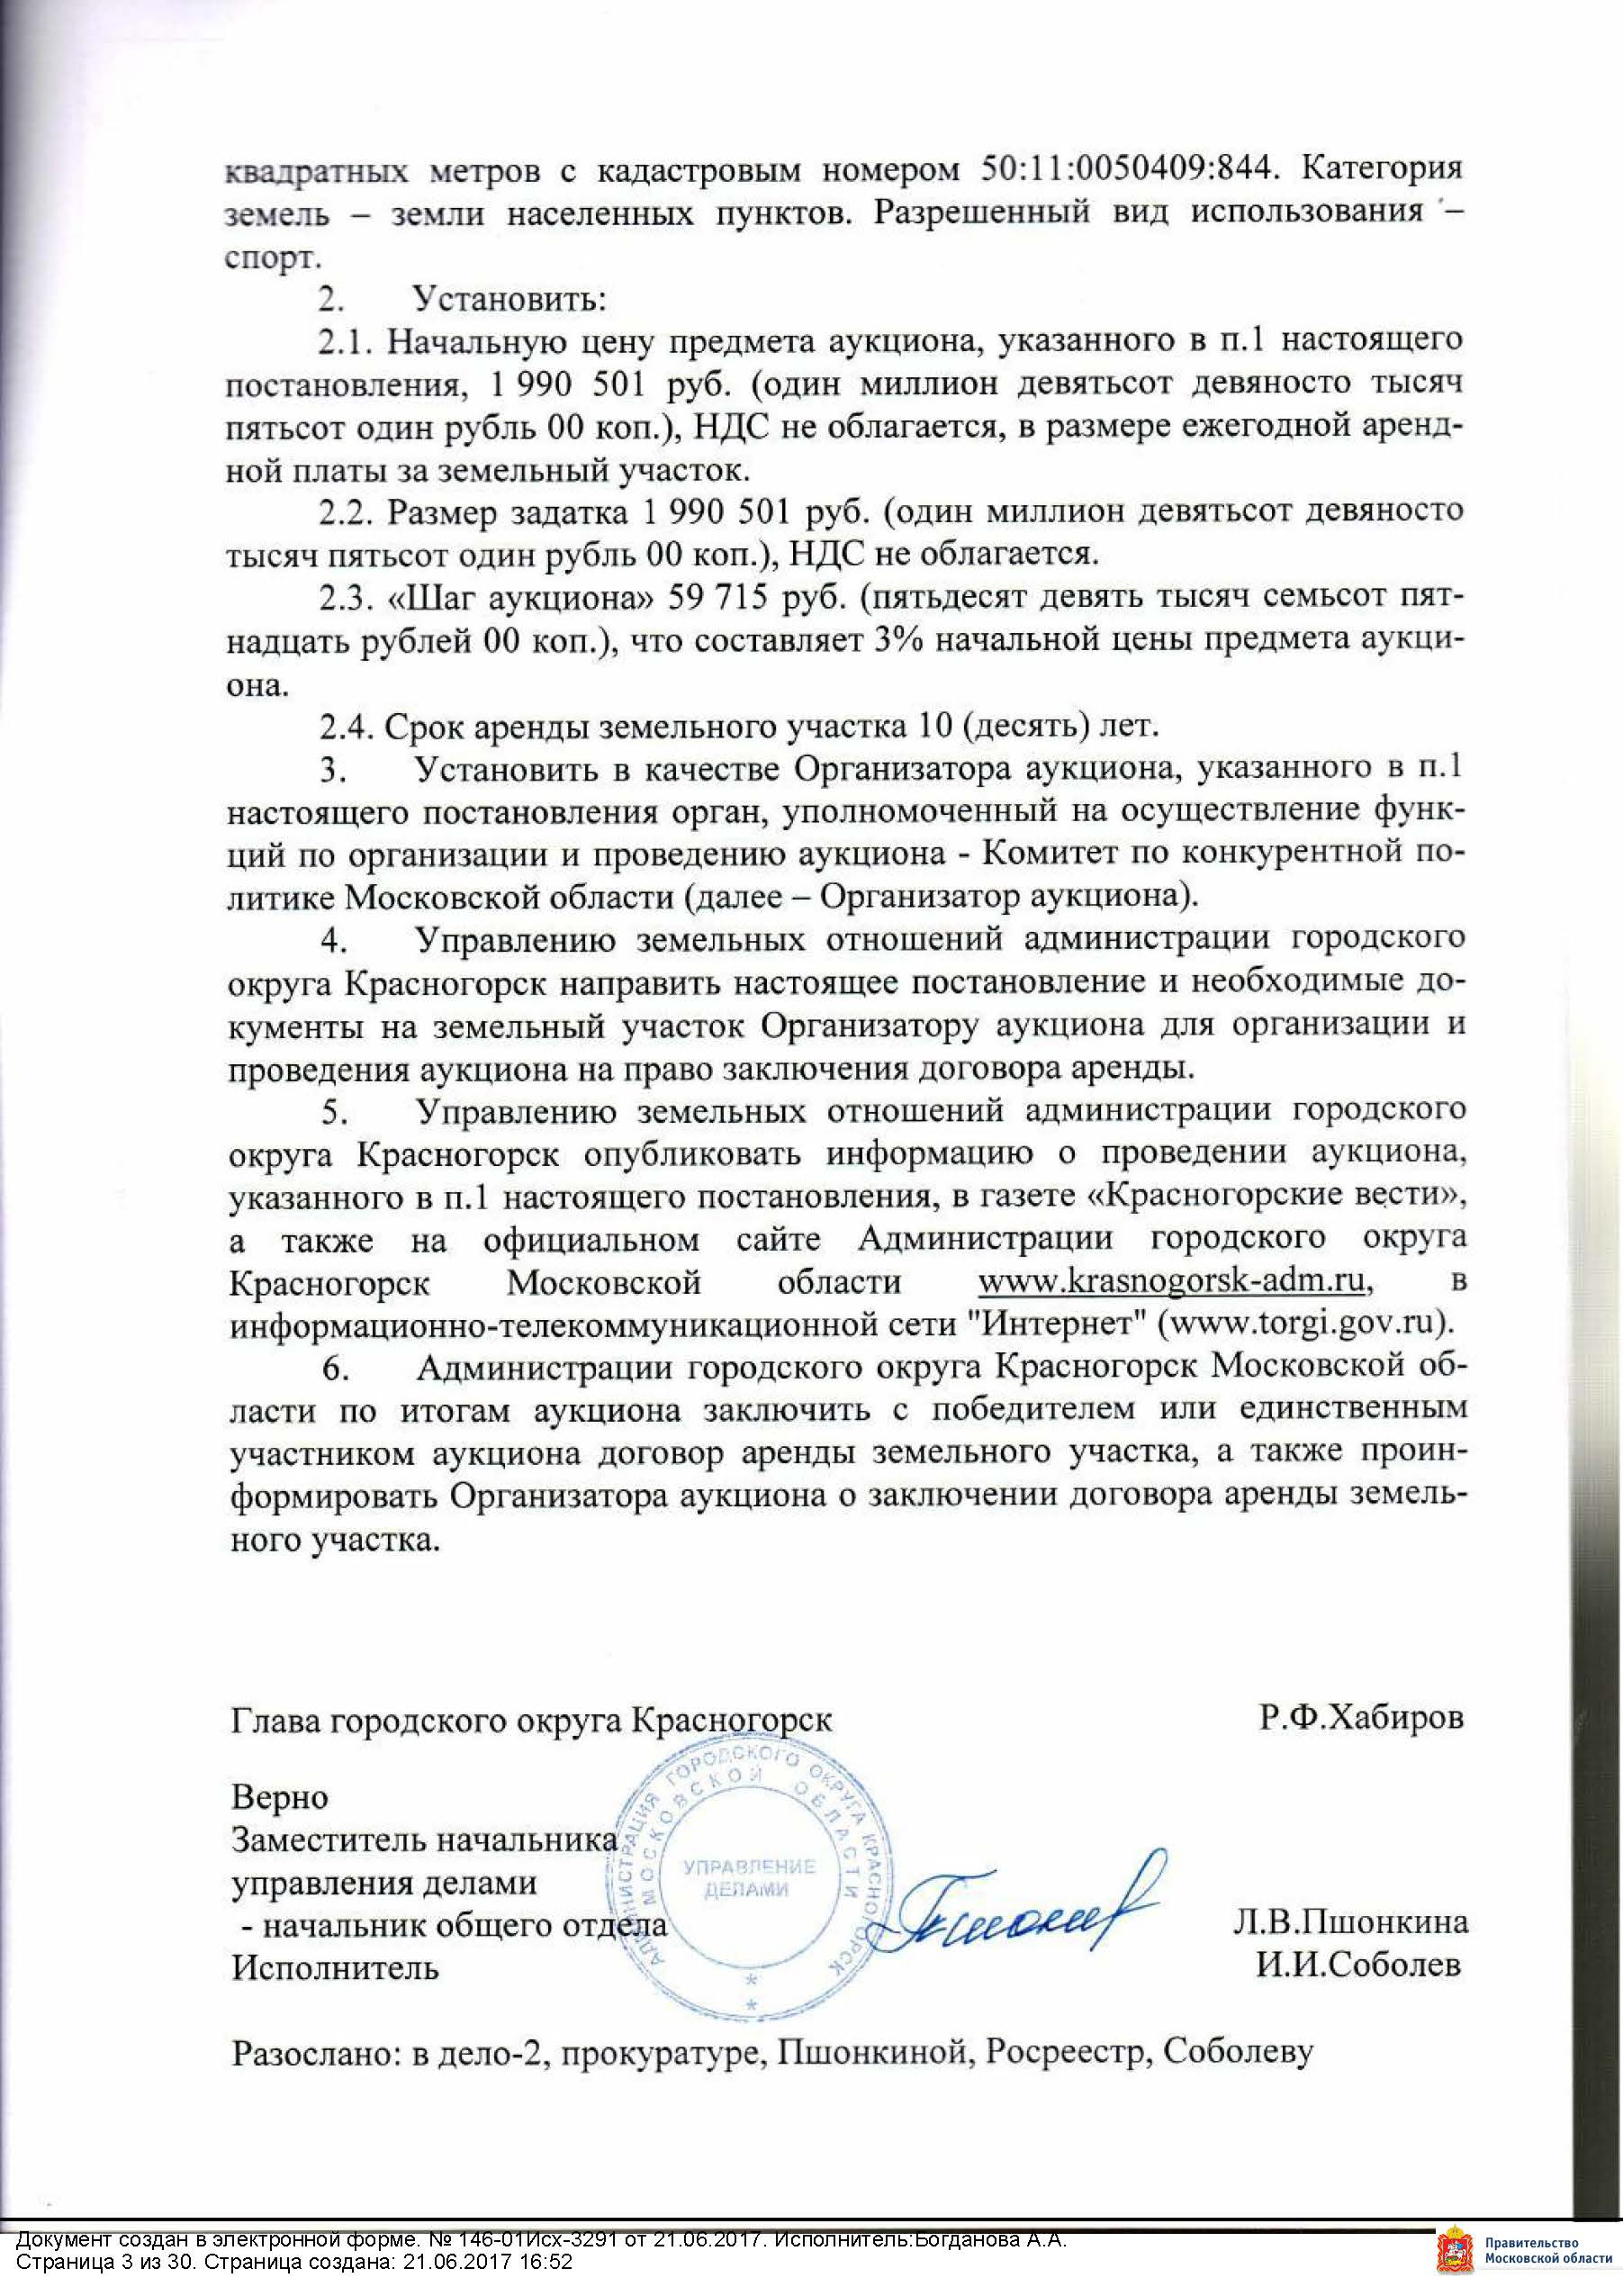 квадратных метров с кадастровым номером 50:11:0050409:844. Категория
земель – земли населенных пунктов. Разрешенный вид использования –
спорт.
2. Установить:
2.1. Начальную цену предмета аукциона, указанного в п.1 настоящего
постановления, 1 990 501 руб. (один миллион девятьсот девяносто тысяч
пятьсот один рубль 00 коп.), НДС не облагается, в размере ежегодной аренд-
ной платы за земельный участок.
2.2. Размер задатка 1 990 501 руб. (один миллион девятьсот девяносто
тысяч пятьсот один рубль 00 коп.), НДС не облагается.
2.3. «Шаг аукциона» 59 715 руб. (пятьдесят девять тысяч семьсот пят-
надцать рублей 00 коп.), что составляет 3% начальной цены предмета аукци-
она.
2.4. Срок аренды земельного участка 10 (десять) лет.
3. Установить в качестве Организатора аукциона, указанного в п.1
настоящего постановления орган, уполномоченный на осуществление функ-
ций по организации и проведению аукциона - Комитет по конкурентной по-
литике Московской области (далее – Организатор аукциона).
4. Управлению земельных отношений администрации городского
округа Красногорск направить настоящее постановление и необходимые до-
кументы на земельный участок Организатору аукциона для организации и
проведения аукциона на право заключения договора аренды.
5. Управлению земельных отношений администрации городского
округа Красногорск опубликовать информацию о проведении аукциона,
указанного в п.1 настоящего постановления, в газете «Красногорские вести»,
а также на официальном сайте Администрации городского округа
Красногорск Московской области www.krasnogorsk-adm.ru, в
информационно-телекоммуникационной сети "Интернет" (www.torgi.gov.ru).
6. Администрации городского округа Красногорск Московской об-
ласти по итогам аукциона заключить с победителем или единственным
участником аукциона договор аренды земельного участка, а также проин-
формировать Организатора аукциона о заключении договора аренды земель-
ного участка.
Глава городского округа Красногорск Р.Ф.Хабиров
Верно
Заместитель начальника
управления делами
- начальник общего отдела Л.В.Пшонкина
Исполнитель И.И.Соболев
АДМИНИСТРАЦИЯ ГОРОДСКОГО ОКРУГА КРАСНОГОРСК
МОСКОВСКОЙ ОБЛАСТИ
УПРАВЛЕНИЕ
ДЕЛАМИ
Разослано: в дело-2, прокуратуре, Пшонкиной, Росреестр, Соболеву
Документ создан в электронной форме. № 146-01Исх-3291 от 21.06.2017. Исполнитель:Богданова А.А.
Страница 3 из 30. Страница создана: 21.06.2017 16:52
Правительство
Московской области